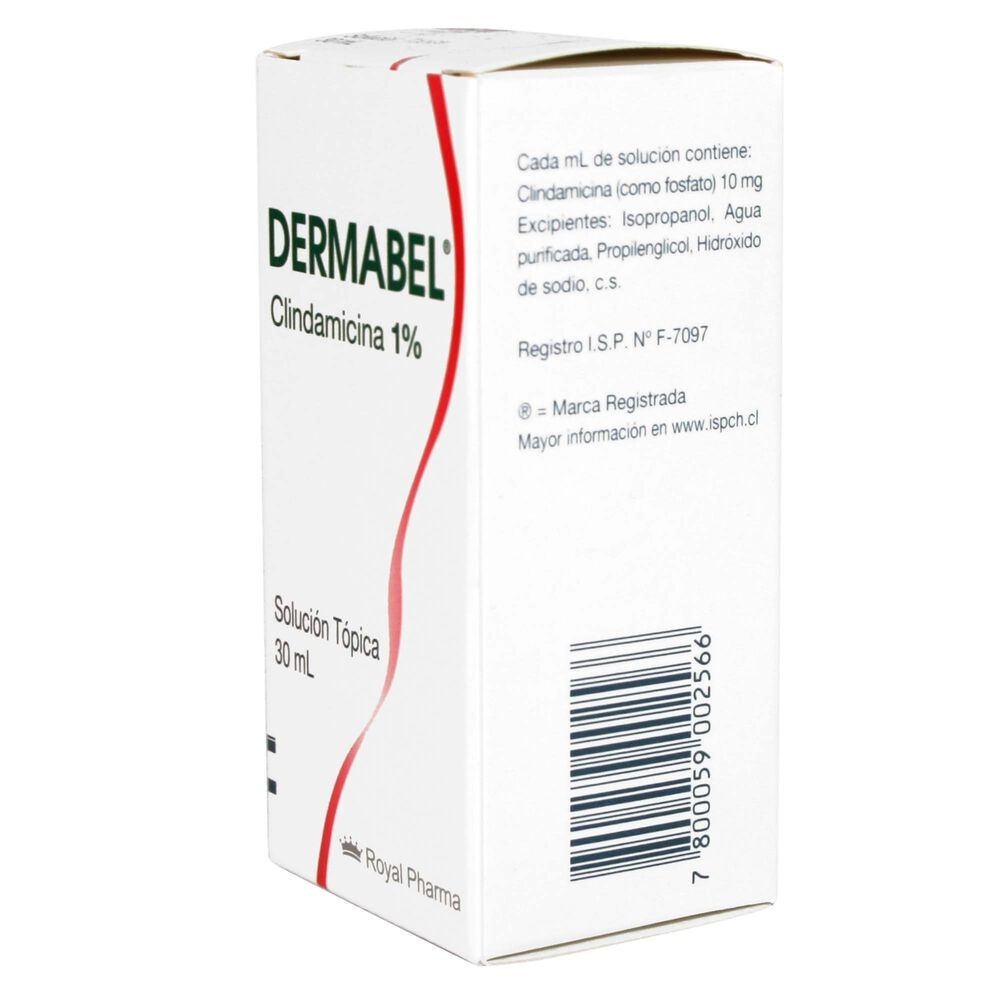 DERMABEL®
Clindamicina 1%
Solución Tópica
30 mL
Royal Pharma
Cada mL de solución contiene:
Clindamicina (como fosfato) 10 mg
Excipientes: Isopropanol, Agua
purificada, Propilenglicol, Hidróxido
de sodio, c.s.
Registro I.S.P. Nº F-7097
® = Marca Registrada
Mayor información en www.ispch.cl
7 800059 002566